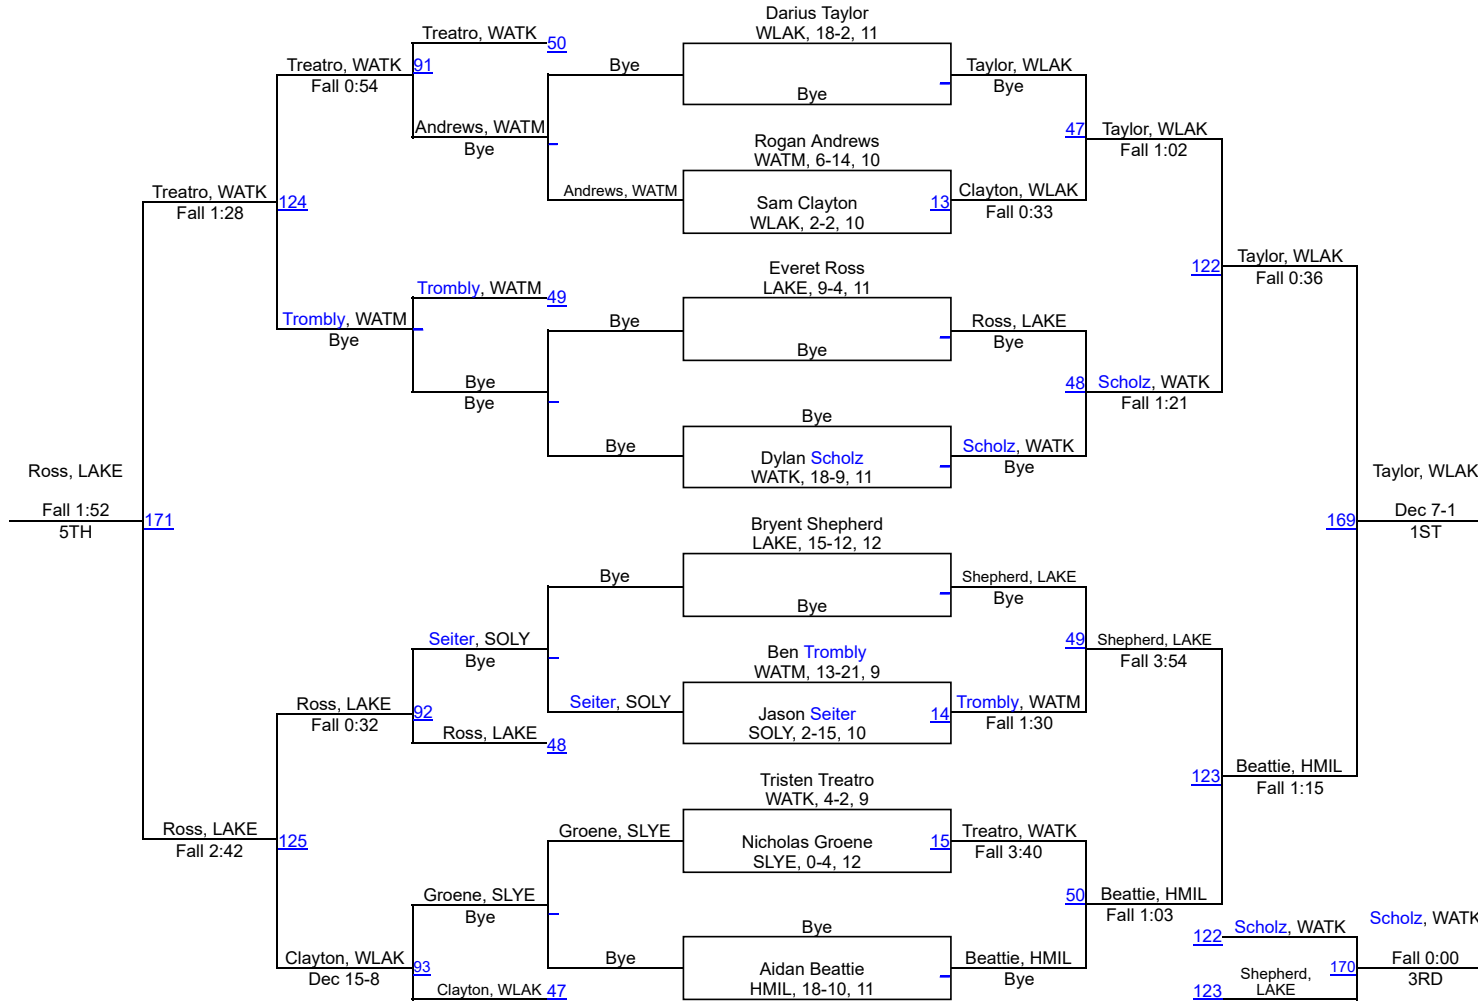 Darius Taylor
WLAK, 18-2, 11
Bye
Rogan Andrews
WATM, 6-14, 10
Sam Clayton
WLAK, 2-2, 10
13
Everet Ross
LAKE, 9-4, 11
Bye
Bye
Dylan Scholz
WATK, 18-9, 11
Bryent Shepherd
LAKE, 15-12, 12
Bye
Ben Trombly
WATM, 13-21, 9
Jason Seiter
SOLY, 2-15, 10
14
Tristen Treatro
WATK, 4-2, 9
Nicholas Groene
SLYE, 0-4, 12
15
Bye
Aidan Beattie
HMIL, 18-10, 11
Taylor, WLAK
Bye
47
Clayton, WLAK
Fall 0:33
Ross, LAKE
Bye
48
Scholz, WATK
Bye
Shepherd, LAKE
Bye
49
Trombly, WATM
Fall 1:30
Treatro, WATK
Fall 3:40
50
Beattie, HMIL
Bye
Taylor, WLAK
Fall 1:02
122
Scholz, WATK
Fall 1:21
Shepherd, LAKE
Fall 3:54
123
Beattie, HMIL
Fall 1:03
Taylor, WLAK
Fall 0:36
169
Beattie, HMIL
Fall 1:15
Taylor, WLAK
Dec 7-1
1ST
122
Scholz, WATK
123
Shepherd,
LAKE
170
Scholz, WATK
Fall 0:00
3RD
Bye
Andrews, WATM
Bye
Bye
Bye
Seiter, SOLY
Groene, SLYE
Bye
Treatro, WATK
50
Andrews, WATM
Bye
91
Trombly, WATM
49
Bye
Bye
Seiter, SOLY
Bye
92
Ross, LAKE
48
Groene, SLYE
Bye
93
Clayton, WLAK
47
Treatro, WATK
Fall 0:54
124
Trombly, WATM
Bye
Ross, LAKE
Fall 0:32
125
Clayton, WLAK
Dec 15-8
Treatro, WATK
Fall 1:28
171
Ross, LAKE
Fall 2:42
Ross, LAKE
Fall 1:52
5TH